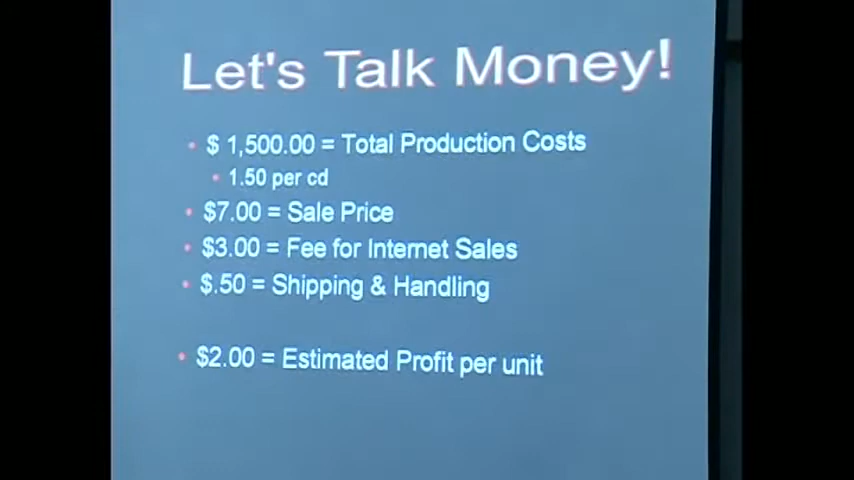 Let's Talk Money!
• $ 1,500.00 = Total Production Costs
• 1.50 per cd
• $7.00 = Sale Price
• $3.00 = Fee for Internet Sales
• $.50 = Shipping & Handling
• $2.00 = Estimated Profit per unit